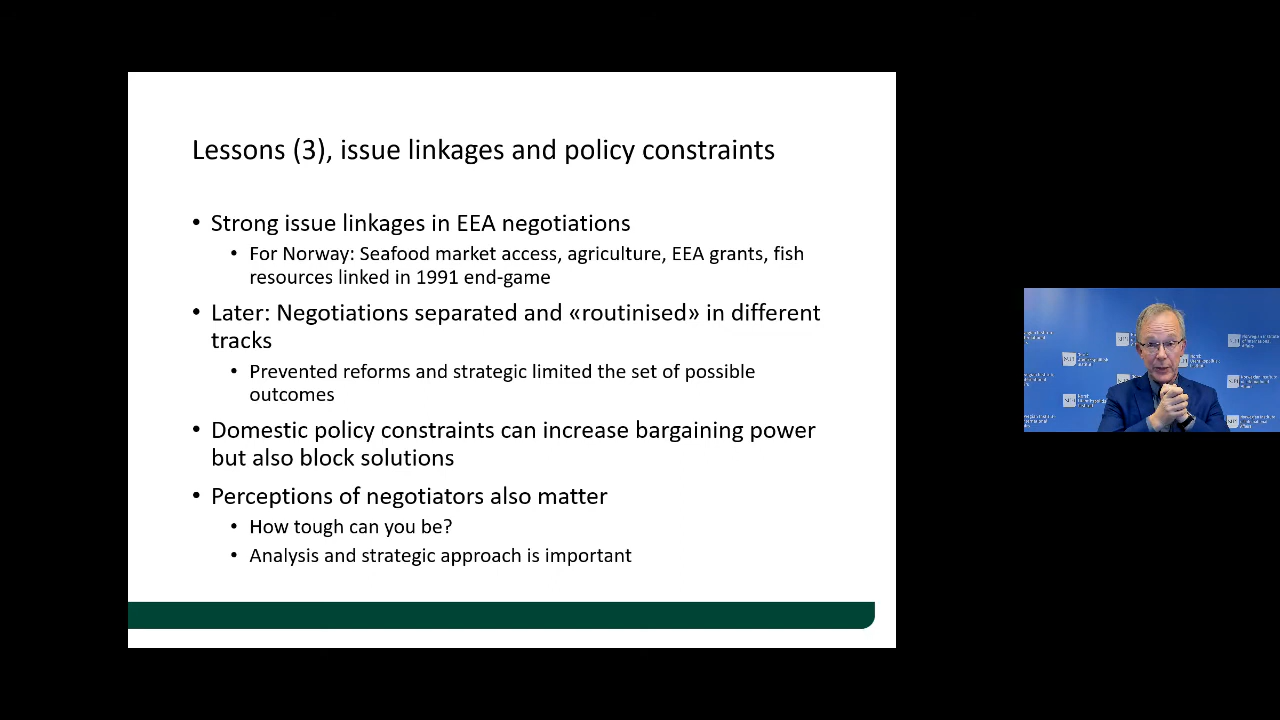 Lessons (3), issue linkages and policy constraints
• Strong issue linkages in EEA negotiations
• For Norway: Seafood market access, agriculture, EEA grants, fish
resources linked in 1991 end-game
• Later: Negotiations separated and «routinised» in different
tracks
• Prevented reforms and strategic limited the set of possible
outcomes
• Domestic policy constraints can increase bargaining power
but also block solutions
• Perceptions of negotiators also matter
• How tough can you be?
• Analysis and strategic approach is important